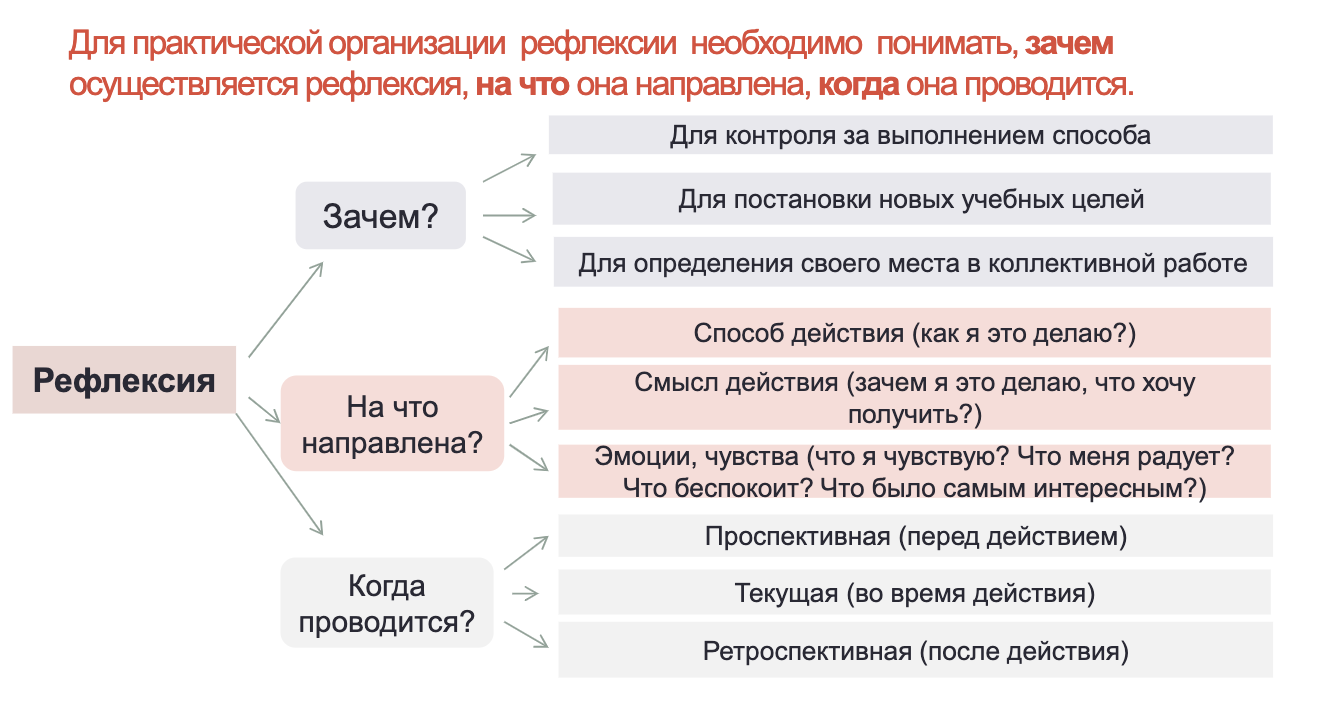 Для практической организации рефлексии необходимо понимать, зачем
осуществляется рефлексия, на что она направлена, когда она проводится.
Рефлексия
Зачем?
Для контроля за выполнением способа
Для постановки новых учебных целей
Для определения своего места в коллективной работе
На что
направлена?
Способ действия (как я это делаю?)
Смысл действия (зачем я это делаю, что хочу
получить?)
Эмоции, чувства (что я чувствую? Что меня радует?
Что беспокоит? Что было самым интересным?)
Когда
проводится?
Проспективная (перед действием)
Текущая (во время действия)
Ретроспективная (после действия)